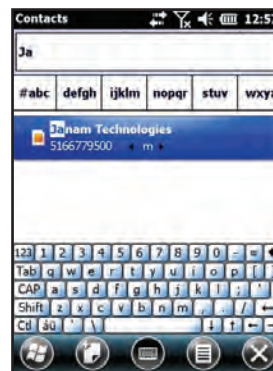 Contacts 12:5
Ja
#abc defgh ijklm nopqr stuv wxyz
Janam Technologies
5166779500 m
123 1 2 3 4 5 6 7 8 9 0 - =
Tab q w e r t y u i o p [ ]
CAP a s d f g h j k l ; '
Shift z x c v b n m , . /
Ctl áü ` \